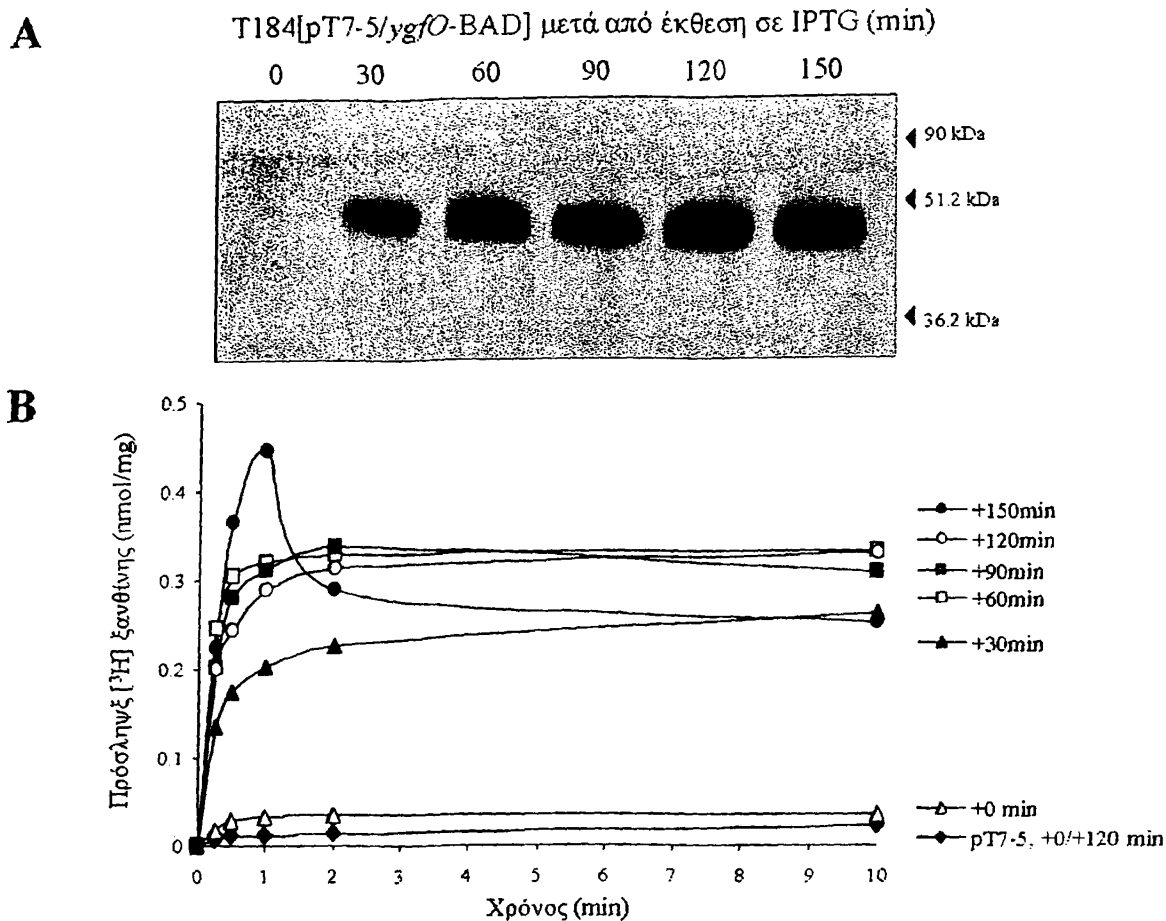 A
T184[pT7-5/ygfO-BAD] μετά από έκθεση σε IPTG (min)
0 30 60 90 120 150
90 kDa
51.2 kDa
36.2 kDa
B
Πρόσληψξ [³H] ξανθίνης (nmol/mg)
0.5
0.4
0.3
0.2
0.1
0
0 1 2 3 4 5 6 7 8 9 10
Χρόνος (min)
+150min
+120min
+90min
+60min
+30min
+0 min
pT7-5, +0/+120 min